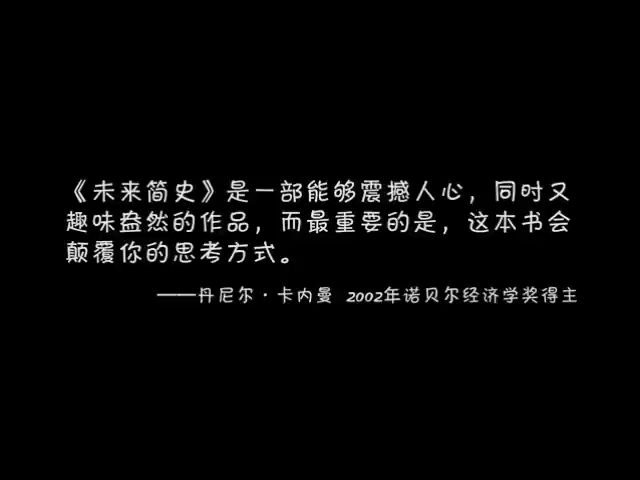 《未来简史》是一部能够震撼人心，同时又
趣味盎然的作品，而最重要的是，这本书会
颠覆你的思考方式。
——丹尼尔·卡内曼 2002年诺贝尔经济学奖得主